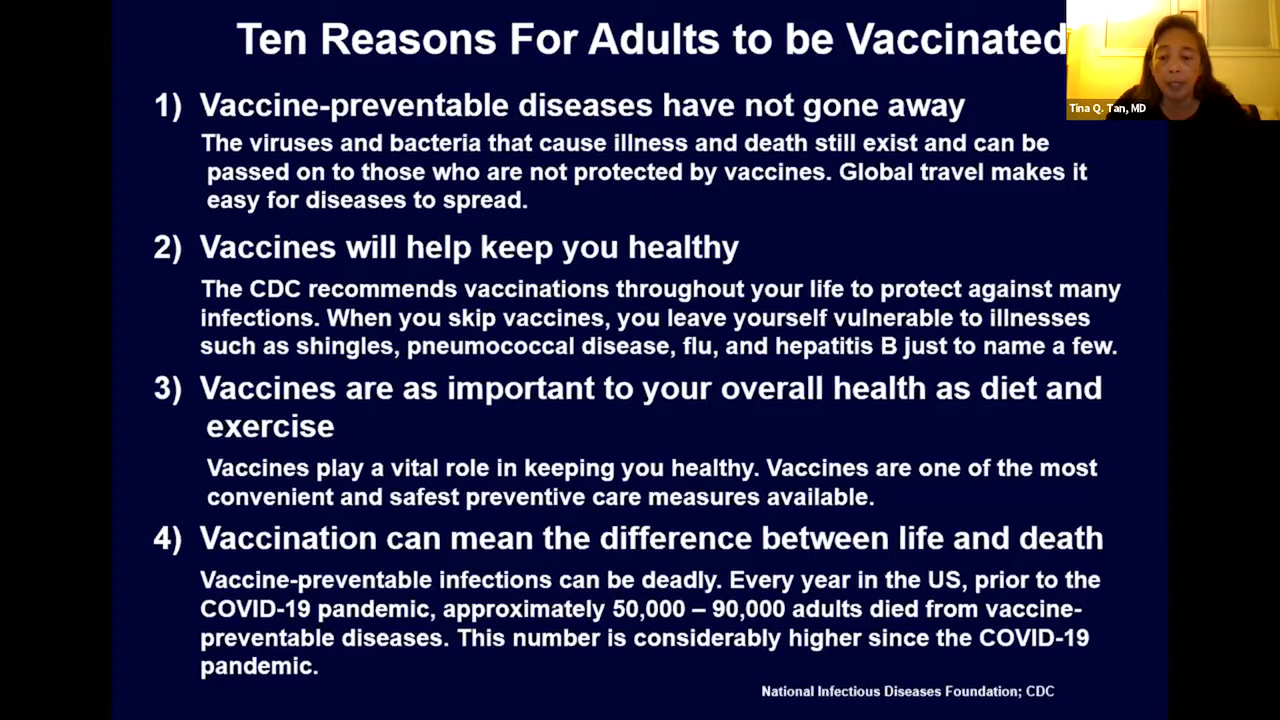 Ten Reasons For Adults to be Vaccinated
Tina Q. Tan, MD
1) Vaccine-preventable diseases have not gone away
The viruses and bacteria that cause illness and death still exist and can be
passed on to those who are not protected by vaccines. Global travel makes it
easy for diseases to spread.
2) Vaccines will help keep you healthy
The CDC recommends vaccinations throughout your life to protect against many
infections. When you skip vaccines, you leave yourself vulnerable to illnesses
such as shingles, pneumococcal disease, flu, and hepatitis B just to name a few.
3) Vaccines are as important to your overall health as diet and
exercise
Vaccines play a vital role in keeping you healthy. Vaccines are one of the most
convenient and safest preventive care measures available.
4) Vaccination can mean the difference between life and death
Vaccine-preventable infections can be deadly. Every year in the US, prior to the
COVID-19 pandemic, approximately 50,000 – 90,000 adults died from vaccine-
preventable diseases. This number is considerably higher since the COVID-19
pandemic.
National Infectious Diseases Foundation; CDC